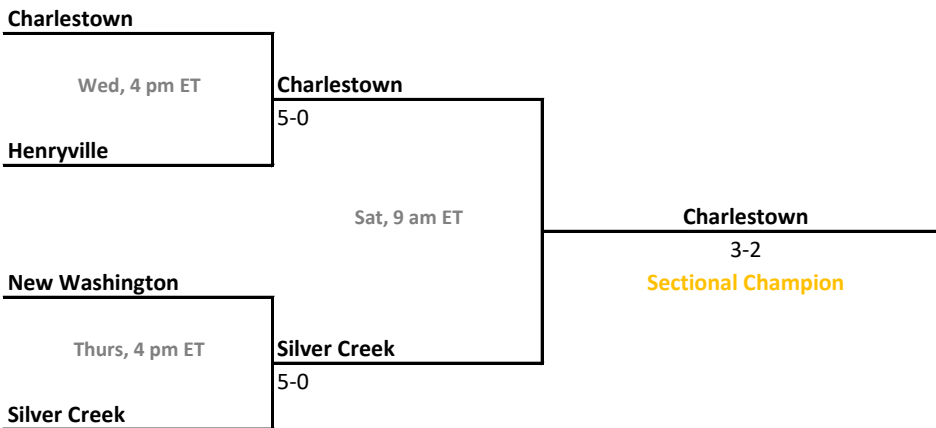 Charlestown
Wed, 4 pm ET
Charlestown
5-0
Henryville
Sat, 9 am ET
Charlestown
3-2
Sectional Champion
New Washington
Thurs, 4 pm ET
Silver Creek
5-0
Silver Creek